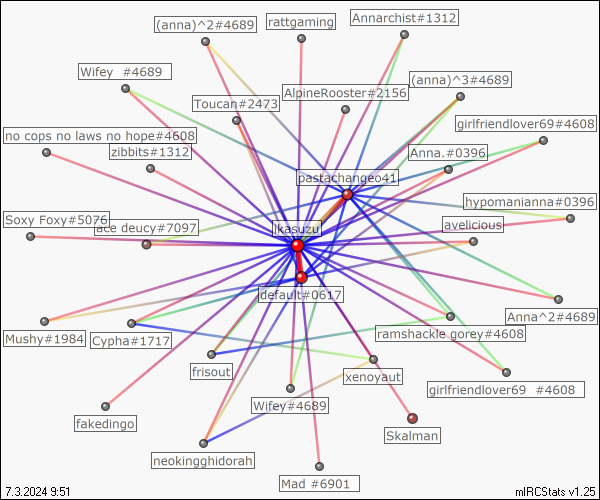 (anna)^2#4689
rattgaming
Annarchist#1312
Wifey  #4689
(anna)^3#4689
AlpineRooster#2156
Toucan#2473
girlfriendlover69#4608
no cops no laws no hope#4608
zibbits#1312
Anna.#0396
pastachangeo41
hypomanianna#0396
Soxy Foxy#5076
ace deucy#7097
ikasuzu
avelicious
default#0617
Anna^2#4689
Mushy#1984
Cypha#1717
ramshackle gorey#4608
frisout
xenoyaut
girlfriendlover69  #4608
Wifey#4689
fakedingo
Skalman
neokingghidorah
Mad #6901
7.3.2024 9:51
mIRCStats v1.25